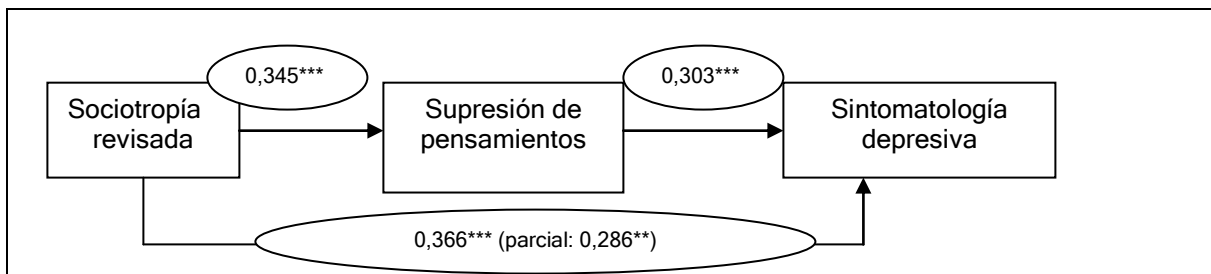 0,345***
0,303***
Sociotropía
revisada
Supresión de
pensamientos
Sintomatología
depresiva
0,366*** (parcial: 0,286**)